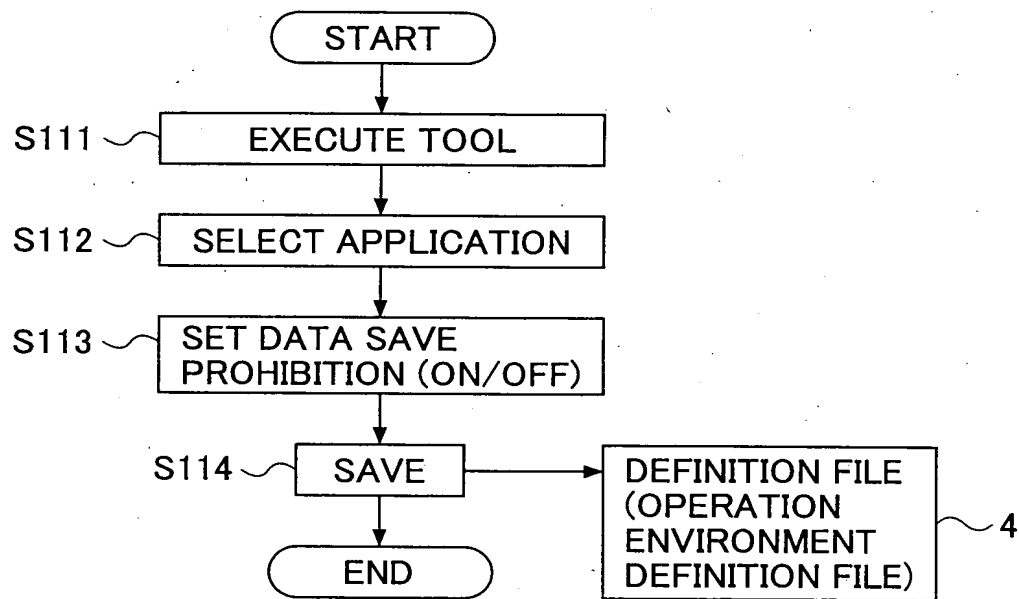 START
S111
EXECUTE TOOL
S112
SELECT APPLICATION
S113
SET DATA SAVE
PROHIBITION (ON/OFF)
S114
SAVE
DEFINITION FILE
(OPERATION
ENVIRONMENT
DEFINITION FILE)
4
END